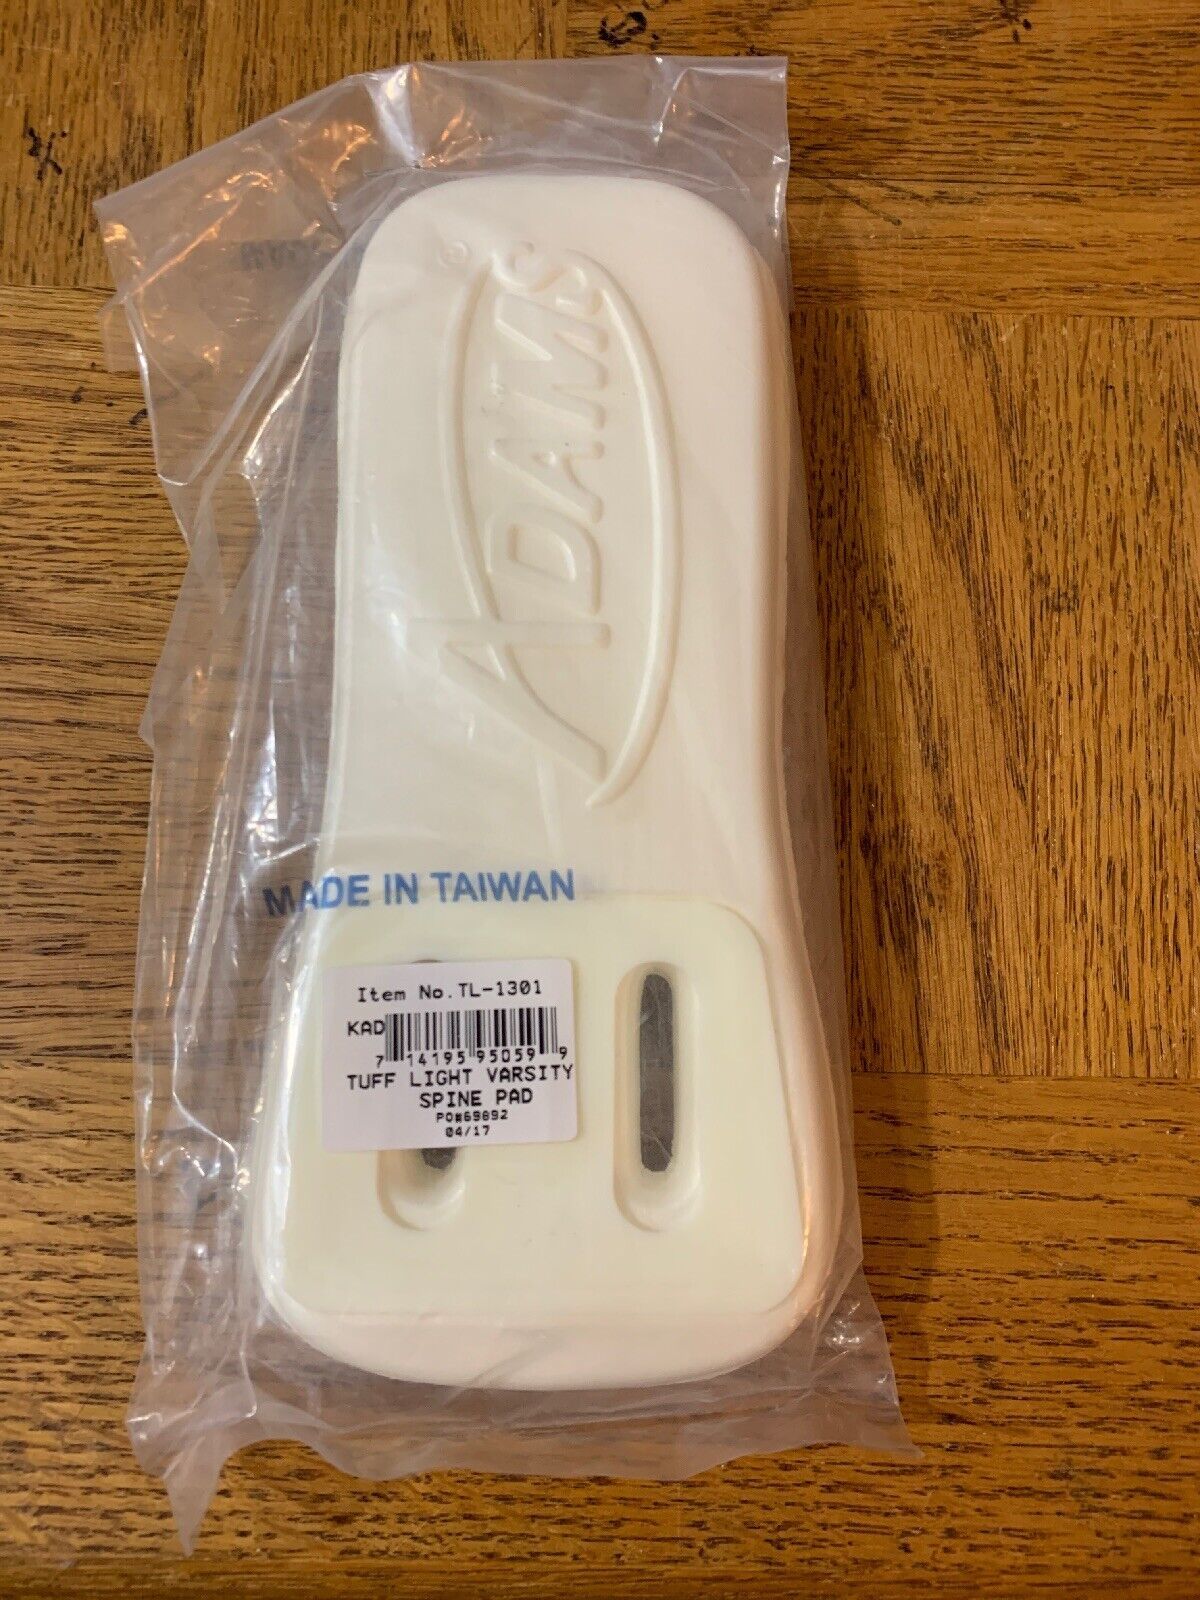 ADAMS®
MADE IN TAIWAN
Item No. TL-1301
KAD
7 14195 95059 9
TUFF LIGHT VARSITY
SPINE PAD
PO#69892
04/17